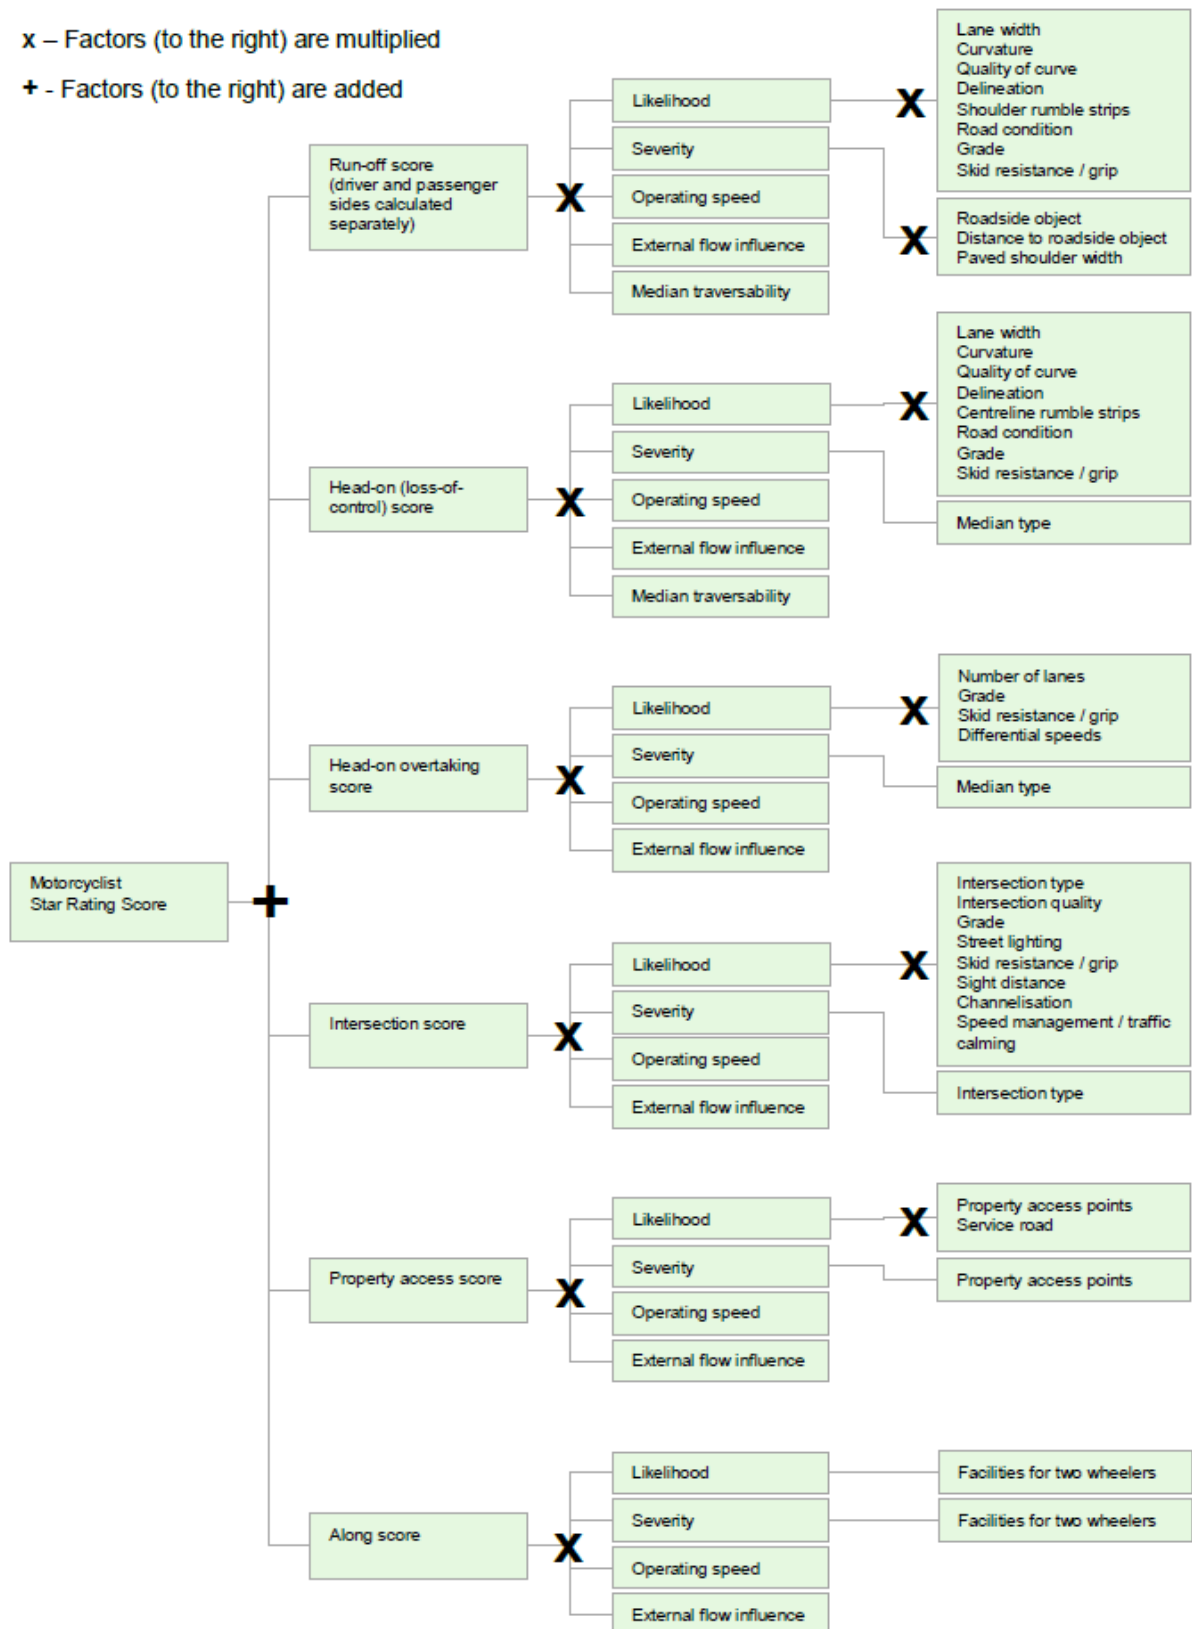 x – Factors (to the right) are multiplied
+ - Factors (to the right) are added
Motorcyclist
Star Rating Score
+
Run-off score
(driver and passenger
sides calculated
separately)
x
Likelihood
Severity
Operating speed
External flow influence
Median traversability
x
Lane width
Curvature
Quality of curve
Delineation
Shoulder rumble strips
Road condition
Grade
Skid resistance / grip
x
Roadside object
Distance to roadside object
Paved shoulder width
Head-on (loss-of-
control) score
x
Likelihood
Severity
Operating speed
External flow influence
Median traversability
x
Lane width
Curvature
Quality of curve
Delineation
Centreline rumble strips
Road condition
Grade
Skid resistance / grip
Median type
Head-on overtaking
score
x
Likelihood
Severity
Operating speed
External flow influence
x
Number of lanes
Grade
Skid resistance / grip
Differential speeds
Median type
Intersection score
x
Likelihood
Severity
Operating speed
External flow influence
x
Intersection type
Intersection quality
Grade
Street lighting
Skid resistance / grip
Sight distance
Channelisation
Speed management / traffic
calming
Intersection type
Property access score
x
Likelihood
Severity
Operating speed
External flow influence
x
Property access points
Service road
Property access points
Along score
x
Likelihood
Severity
Operating speed
External flow influence
Facilities for two wheelers
Facilities for two wheelers